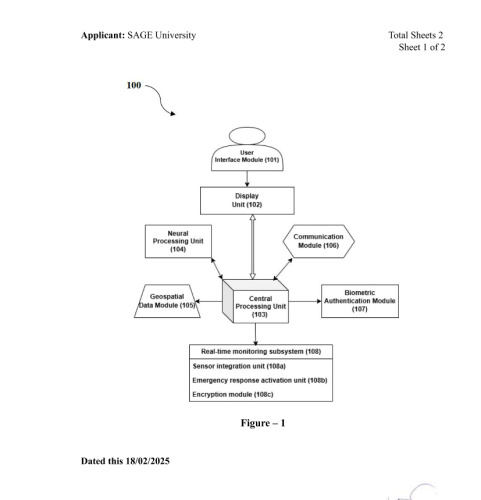 Applicant: SAGE University
Total Sheets 2
Sheet 1 of 2
100
User
Interface Module (101)
Display
Unit (102)
Neural
Processing Unit
(104)
Communication
Module (106)
Geospatial
Data Module (105)
Central
Processing Unit
(103)
Biometric
Authentication Module
(107)
Real-time monitoring subsystem (108)
Sensor integration unit (108a)
Emergency response activation unit (108b)
Encryption module (108c)
Figure – 1
Dated this 18/02/2025